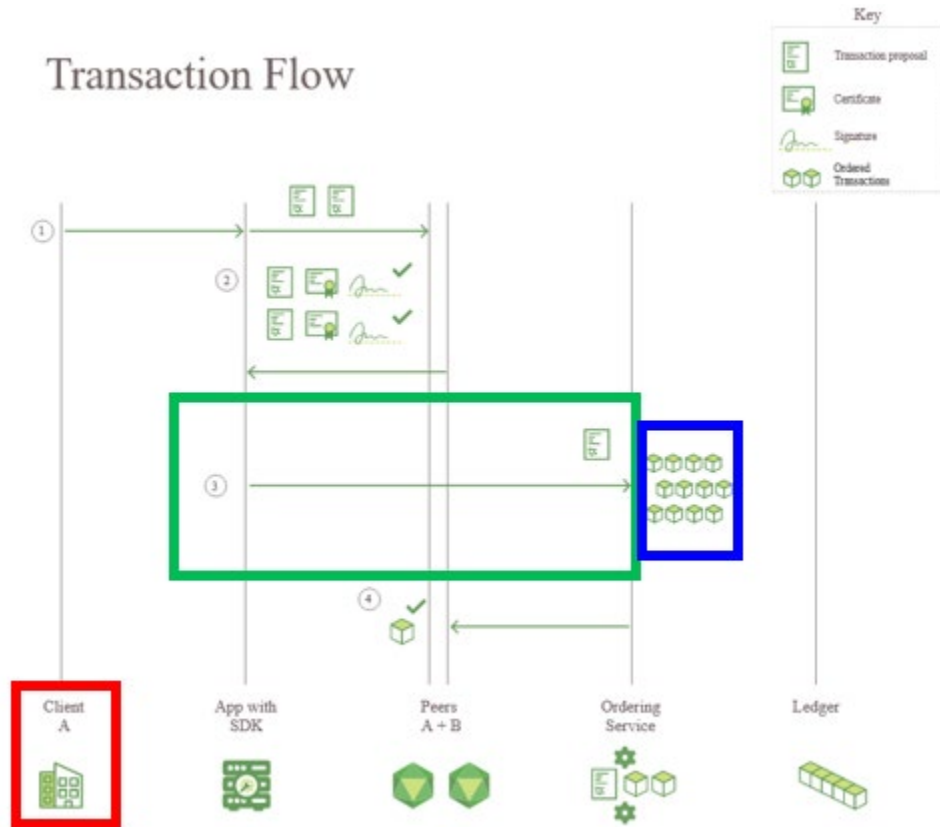 Key
Transaction proposal
Certificate
Signature
Ordered
Transactions
Transaction Flow
1
2
3
4
Client
A
App with
SDK
Peers
A + B
Ordering
Service
Ledger